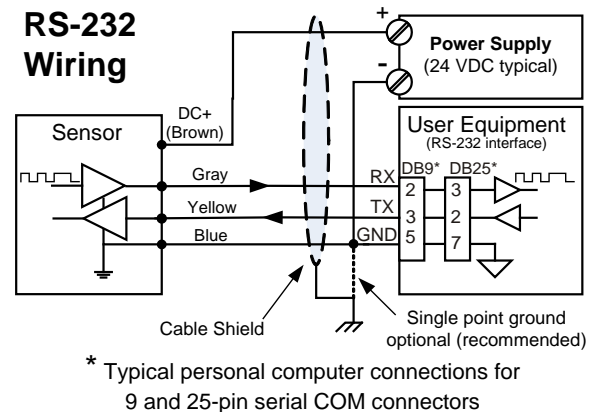 RS-232
Wiring
+
-
Power Supply
(24 VDC typical)
DC+
(Brown)
Sensor
User Equipment
(RS-232 interface)
DB9* DB25*
Gray
RX
2 3
Yellow
TX
3 2
Blue
GND
5 7
Cable Shield
Single point ground
optional (recommended)
* Typical personal computer connections for
9 and 25-pin serial COM connectors